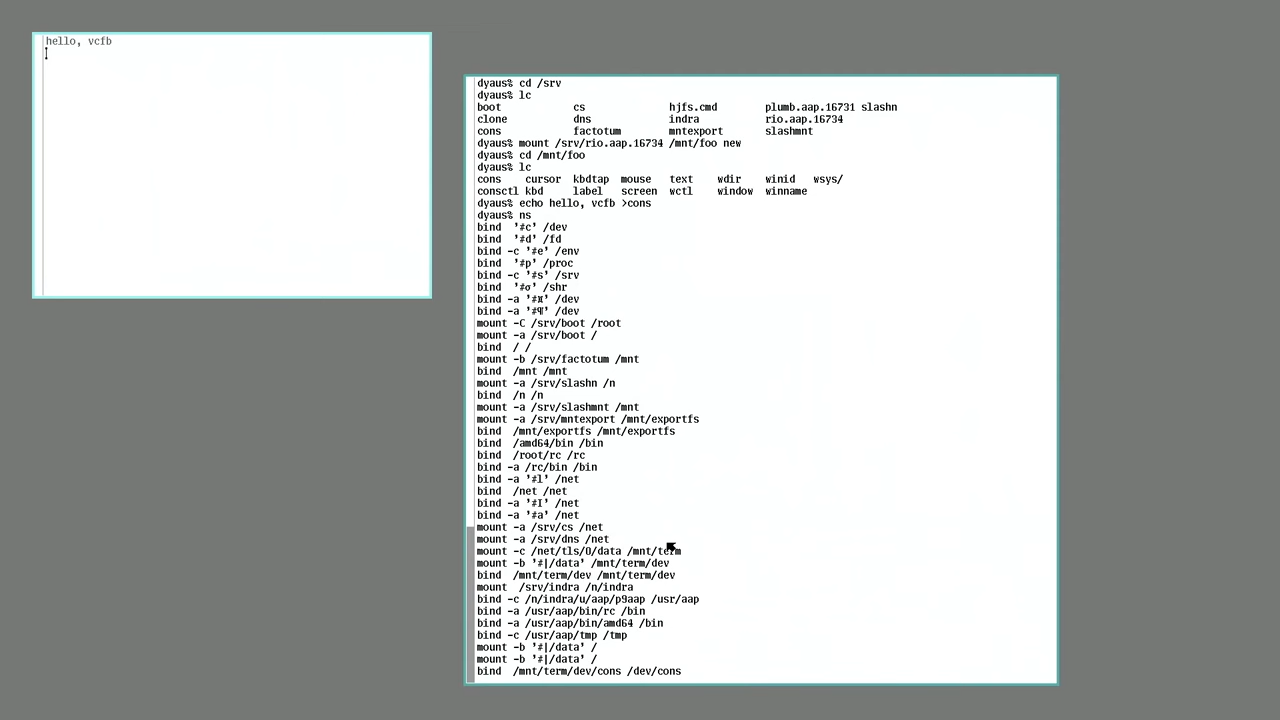 hello, vcfb
dyaus% cd /srv
dyaus% lc
boot cs hjfs.cmd plumb.aap.16731 slashn
clone dns indra rio.aap.16734
cons factotum mntexport slashmnt
dyaus% mount /srv/rio.aap.16734 /mnt/foo new
dyaus% cd /mnt/foo
dyaus% lc
cons cursor kbdtap mouse text wdir winid wsys/
consctl kbd label screen wctl window winname
dyaus% echo hello, vcfb >cons
dyaus% ns
bind '#c' /dev
bind '#d' /fd
bind -c '#e' /env
bind '#p' /proc
bind -c '#s' /srv
bind '#σ' /shr
bind -a '#¤' /dev
bind -a '#¶' /dev
mount -C /srv/boot /root
mount -a /srv/boot /
bind / /
mount -b /srv/factotum /mnt
bind /mnt /mnt
mount -a /srv/slashn /n
bind /n /n
mount -a /srv/slashmnt /mnt
mount -a /srv/mntexport /mnt/exportfs
bind /mnt/exportfs /mnt/exportfs
bind /amd64/bin /bin
bind /root/rc /rc
bind -a /rc/bin /bin
bind -a '#l' /net
bind /net /net
bind -a '#I' /net
bind -a '#a' /net
mount -a /srv/cs /net
mount -a /srv/dns /net
mount -c /net/tls/0/data /mnt/term
mount -b '#|/data' /mnt/term/dev
bind /mnt/term/dev /mnt/term/dev
mount /srv/indra /n/indra
bind -c /n/indra/u/aap/p9aap /usr/aap
bind -a /usr/aap/bin/rc /bin
bind -a /usr/aap/bin/amd64 /bin
bind -c /usr/aap/tmp /tmp
mount -b '#|/data' /
mount -b '#|/data' /
bind /mnt/term/dev/cons /dev/cons